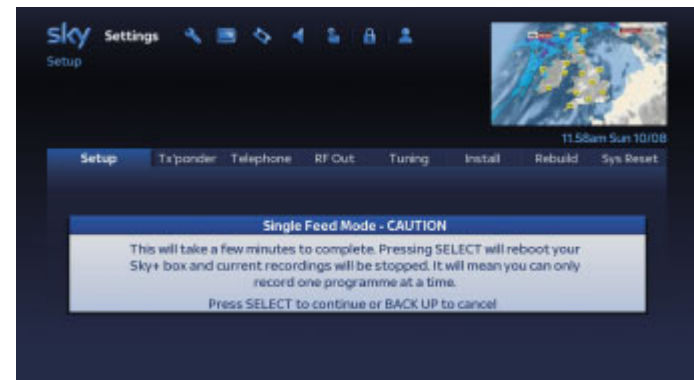 sky Settings
Setup
11.58am Sun 10/08
Setup Tx'ponder Telephone RF Out Tuning Install Rebuild Sys Reset
Single Feed Mode - CAUTION
This will take a few minutes to complete. Pressing SELECT will reboot your
Sky+ box and current recordings will be stopped. It will mean you can only
record one programme at a time.
Press SELECT to continue or BACK UP to cancel